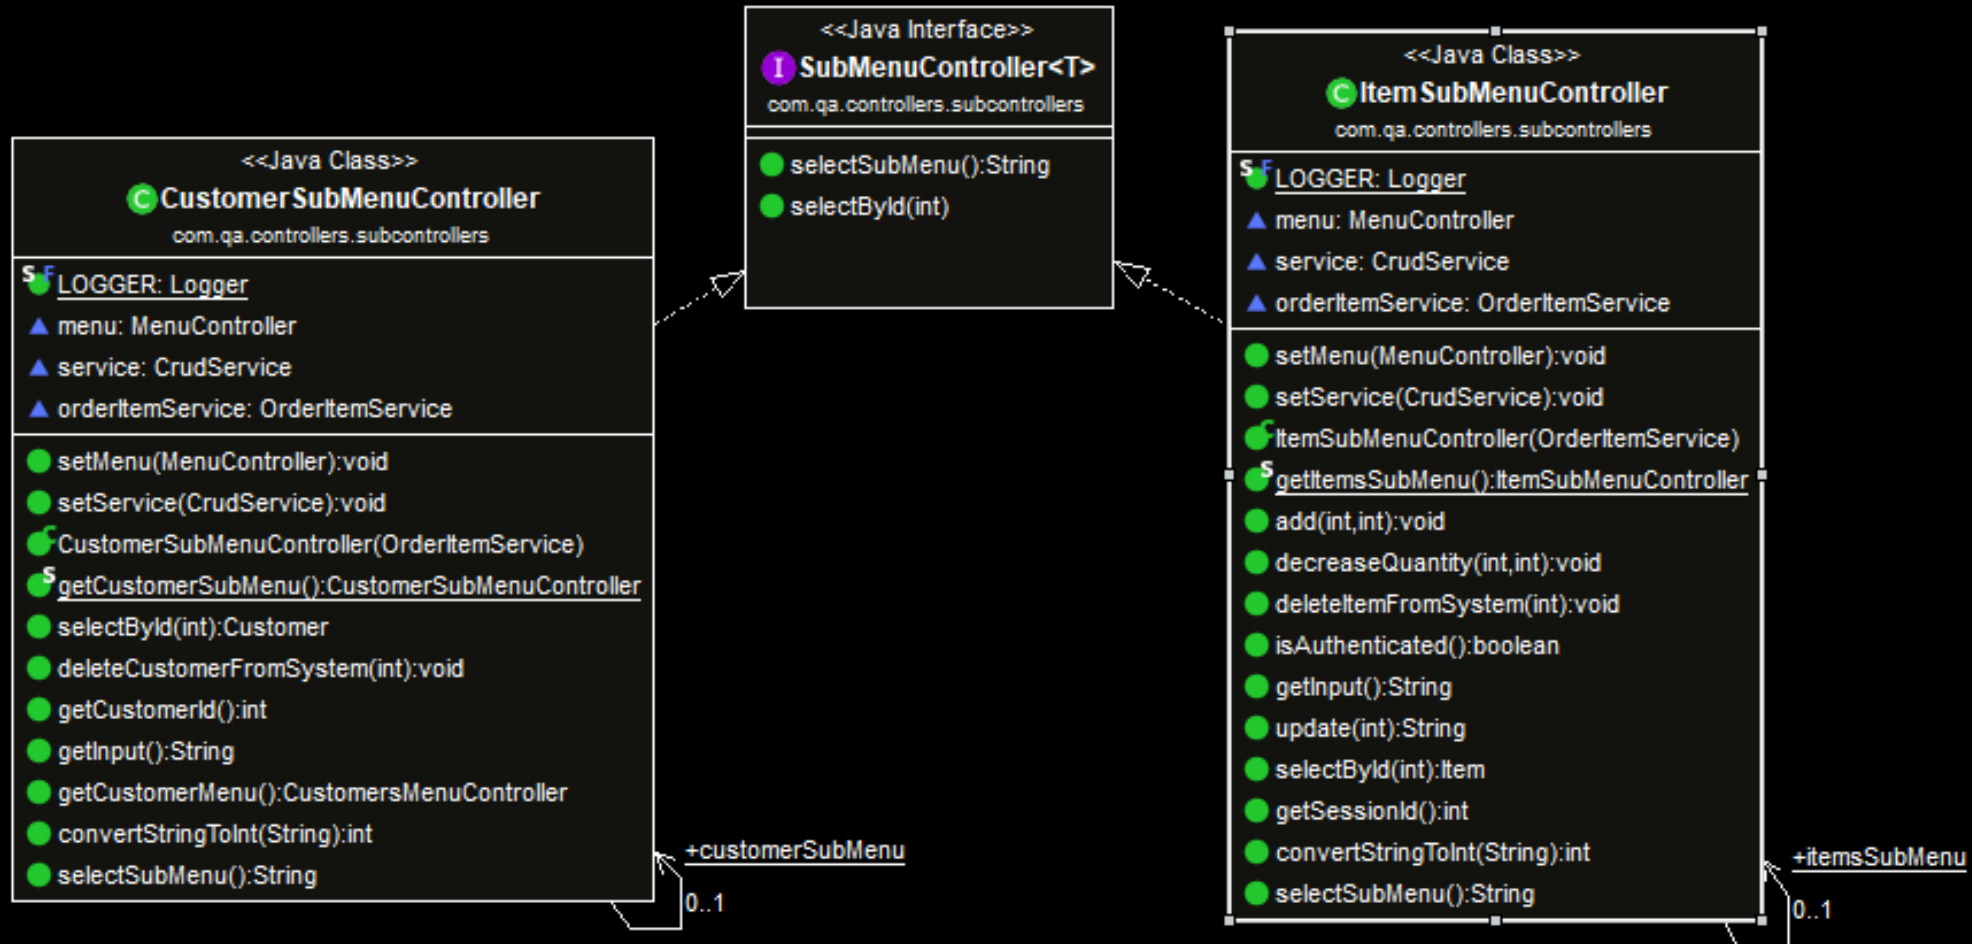 <<Java Class>>
CustomerSubMenuController
com.qa.controllers.subcontrollers
LOGGER: Logger
menu: MenuController
service: CrudService
orderItemService: OrderItemService
setMenu(MenuController):void
setService(CrudService):void
CustomerSubMenuController(OrderItemService)
getCustomerSubMenu():CustomerSubMenuController
selectById(int):Customer
deleteCustomerFromSystem(int):void
getCustomerId():int
getInput():String
getCustomerMenu():CustomersMenuController
convertStringToInt(String):int
selectSubMenu():String
+customerSubMenu
0..1
<<Java Interface>>
SubMenuController<T>
com.qa.controllers.subcontrollers
selectSubMenu():String
selectById(int)
<<Java Class>>
ItemSubMenuController
com.qa.controllers.subcontrollers
LOGGER: Logger
menu: MenuController
service: CrudService
orderItemService: OrderItemService
setMenu(MenuController):void
setService(CrudService):void
ItemSubMenuController(OrderItemService)
getItemsSubMenu():ItemSubMenuController
add(int,int):void
decreaseQuantity(int,int):void
deleteItemFromSystem(int):void
isAuthenticated():boolean
getInput():String
update(int):String
selectById(int):Item
getSessionId():int
convertStringToInt(String):int
selectSubMenu():String
+itemsSubMenu
0..1